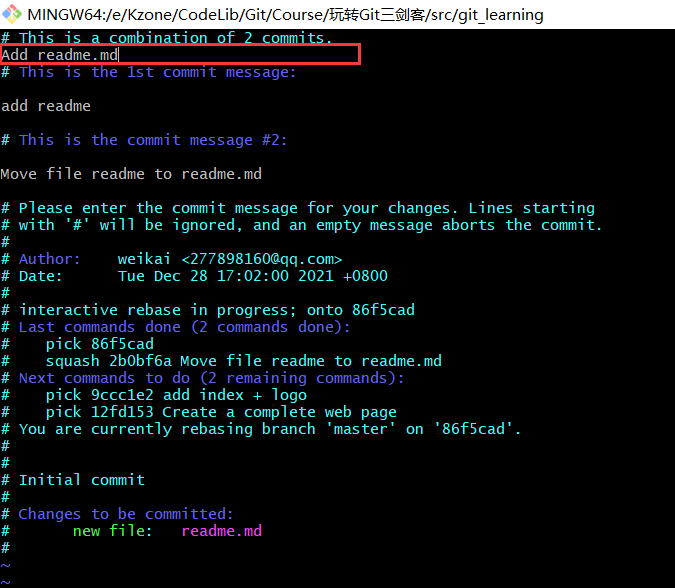 MINGW64:/e/Kzone/CodeLib/Git/Course/玩转Git三剑客/src/git_learning
# This is a combination of 2 commits.
Add readme.md
# This is the 1st commit message:
add readme
# This is the commit message #2:
Move file readme to readme.md
# Please enter the commit message for your changes. Lines starting
# with '#' will be ignored, and an empty message aborts the commit.
#
# Author:    weikai <277898160@qq.com>
# Date:      Tue Dec 28 17:02:00 2021 +0800
#
# interactive rebase in progress; onto 86f5cad
# Last commands done (2 commands done):
#    pick 86f5cad
#    squash 2b0bf6a Move file readme to readme.md
# Next commands to do (2 remaining commands):
#    pick 9ccc1e2 add index + logo
#    pick 12fd153 Create a complete web page
# You are currently rebasing branch 'master' on '86f5cad'.
#
#
# Initial commit
#
# Changes to be committed:
#       new file:   readme.md
#
~
~